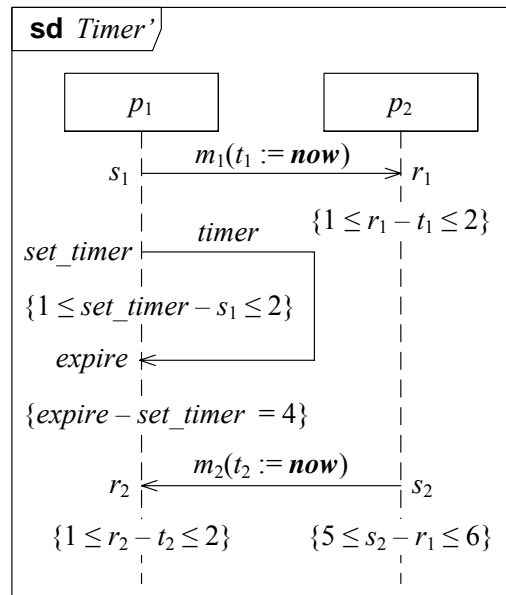 sd Timer’
p1 p2
m1(t1 := now)
s1 r1
{1 ≤ r1 – t1 ≤ 2}
timer
set_timer
{1 ≤ set_timer – s1 ≤ 2}
expire
{expire – set_timer = 4}
m2(t2 := now)
r2 s2
{1 ≤ r2 – t2 ≤ 2} {5 ≤ s2 – r1 ≤ 6}